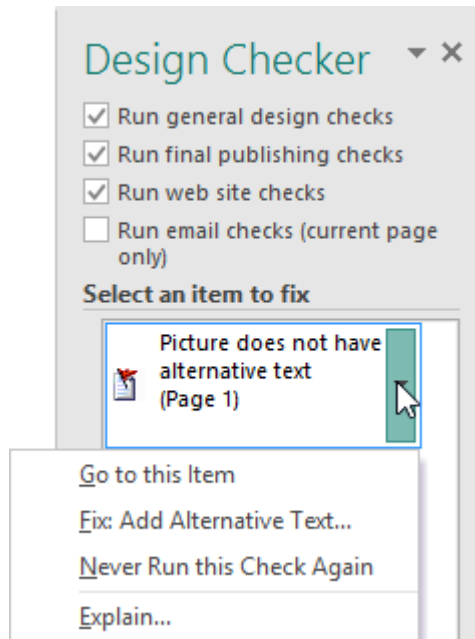 Design Checker
Run general design checks
Run final publishing checks
Run web site checks
Run email checks (current page
only)
Select an item to fix
Picture does not have
alternative text
(Page 1)
Go to this Item
Fix: Add Alternative Text...
Never Run this Check Again
Explain...